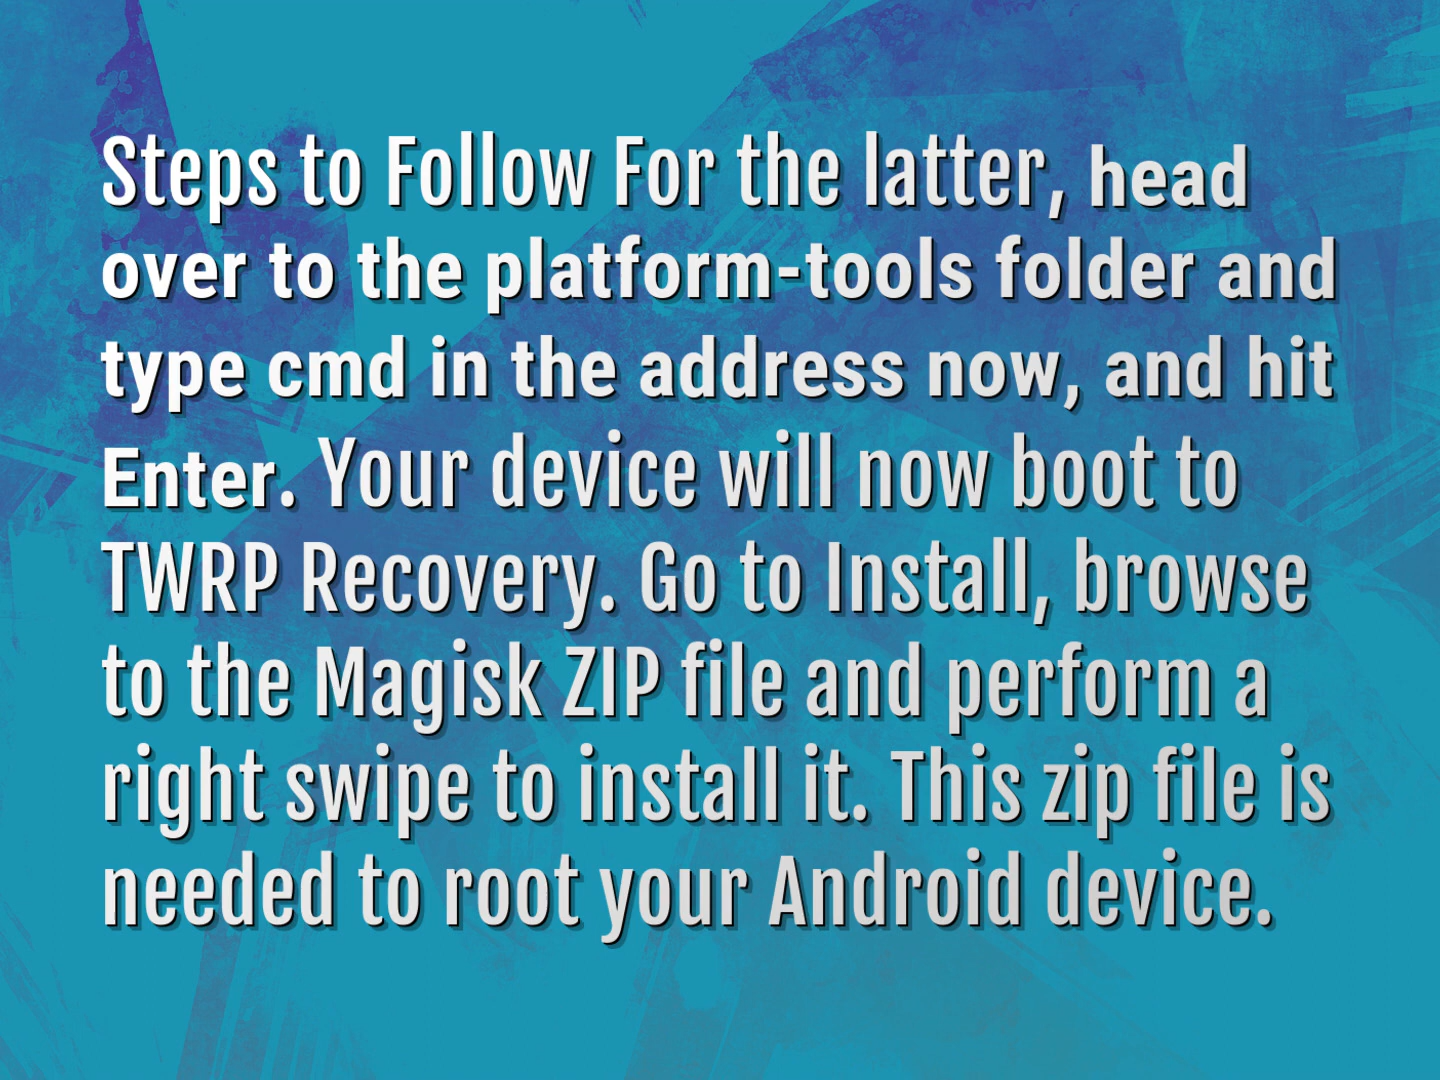 Steps to Follow For the latter, head
over to the platform-tools folder and
type cmd in the address now, and hit
Enter. Your device will now boot to
TWRP Recovery. Go to Install, browse
to the Magisk ZIP file and perform a
right swipe to install it. This zip file is
needed to root your Android device.